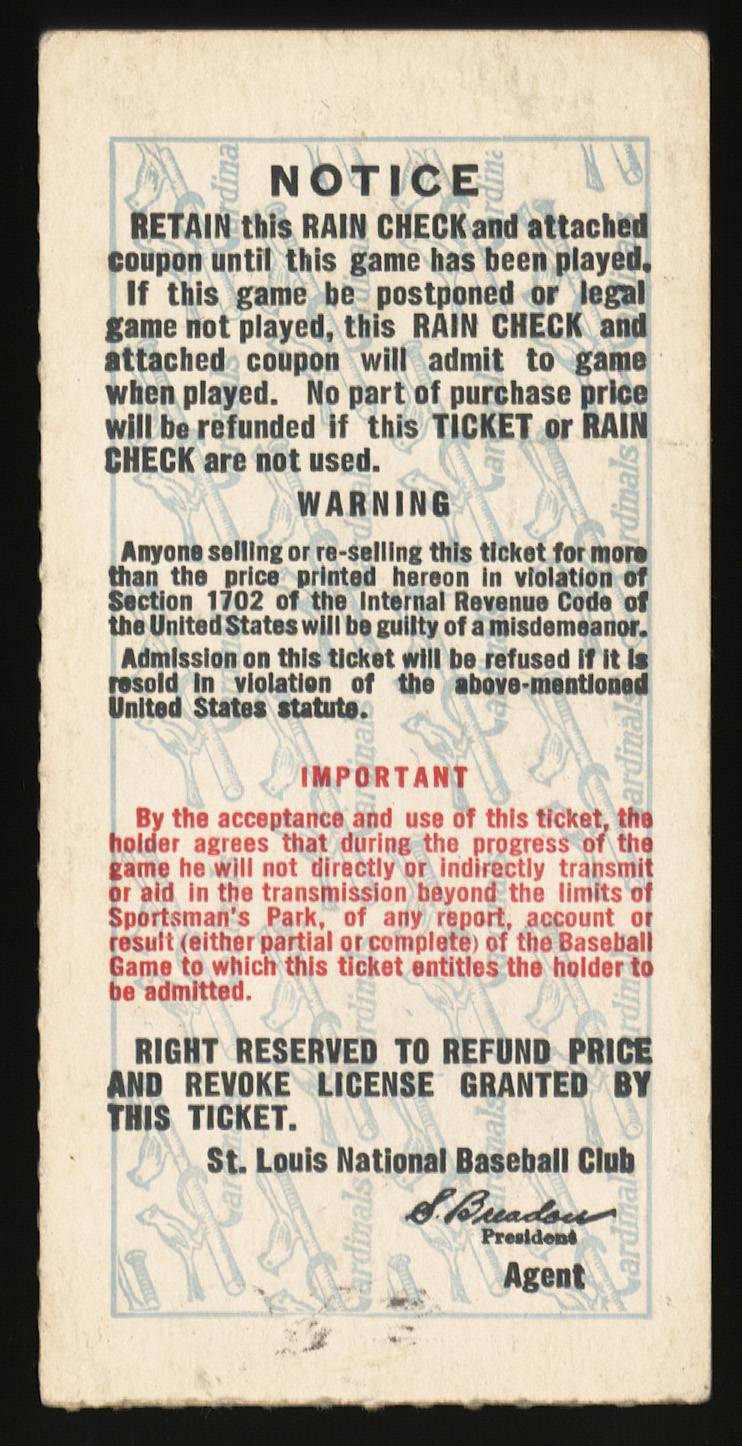 NOTICE
RETAIN this RAIN CHECK and attached
coupon until this game has been played.
If this game be postponed or legal
game not played, this RAIN CHECK and
attached coupon will admit to game
when played. No part of purchase price
will be refunded if this TICKET or RAIN
CHECK are not used.
WARNING
Anyone selling or re-selling this ticket for more
than the price printed hereon in violation of
Section 1702 of the Internal Revenue Code of
the United States will be guilty of a misdemeanor.
Admission on this ticket will be refused if it is
resold in violation of the above-mentioned
United States statute.
IMPORTANT
By the acceptance and use of this ticket, the
holder agrees that during the progress of the
game he will not directly or indirectly transmit
or aid in the transmission beyond the limits of
Sportsman's Park, of any report, account or
result (either partial or complete) of the Baseball
Game to which this ticket entitles the holder to
be admitted.
RIGHT RESERVED TO REFUND PRICE
AND REVOKE LICENSE GRANTED BY
THIS TICKET.
St. Louis National Baseball Club
S. Breadon
President
Agent